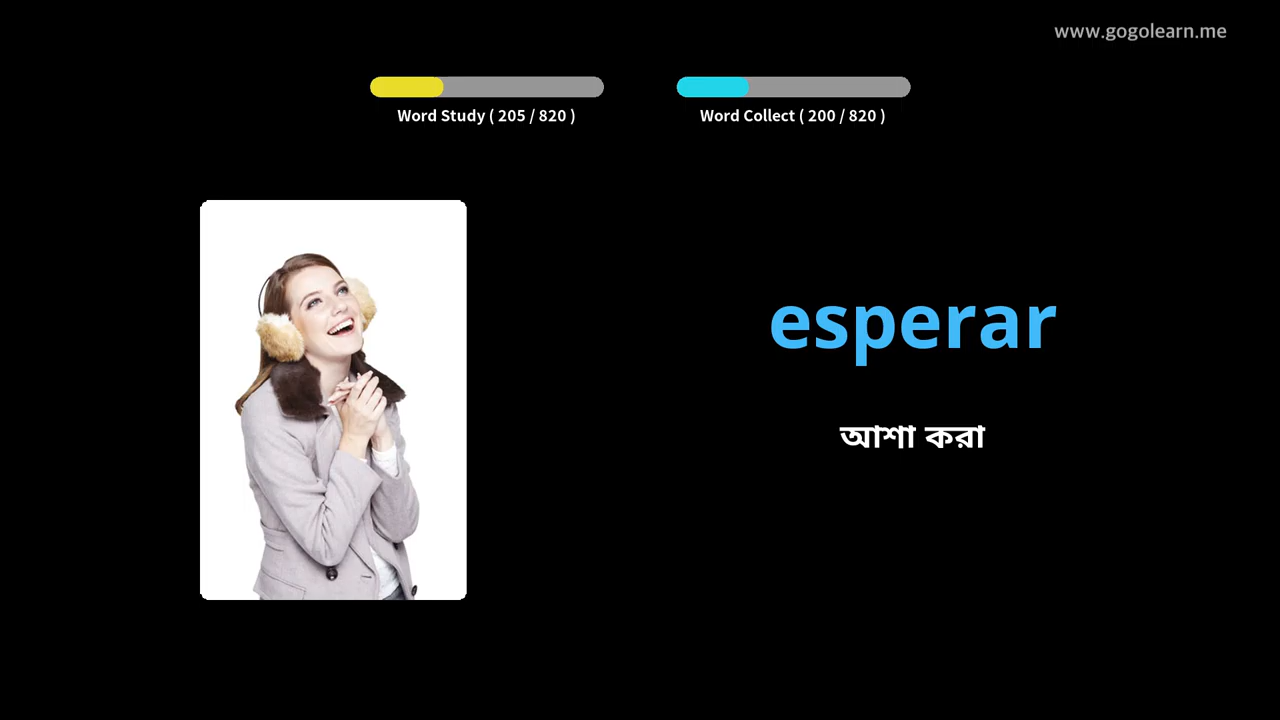 www.gogolearn.me
Word Study ( 205 / 820 )
Word Collect ( 200 / 820 )
esperar
আশা করা